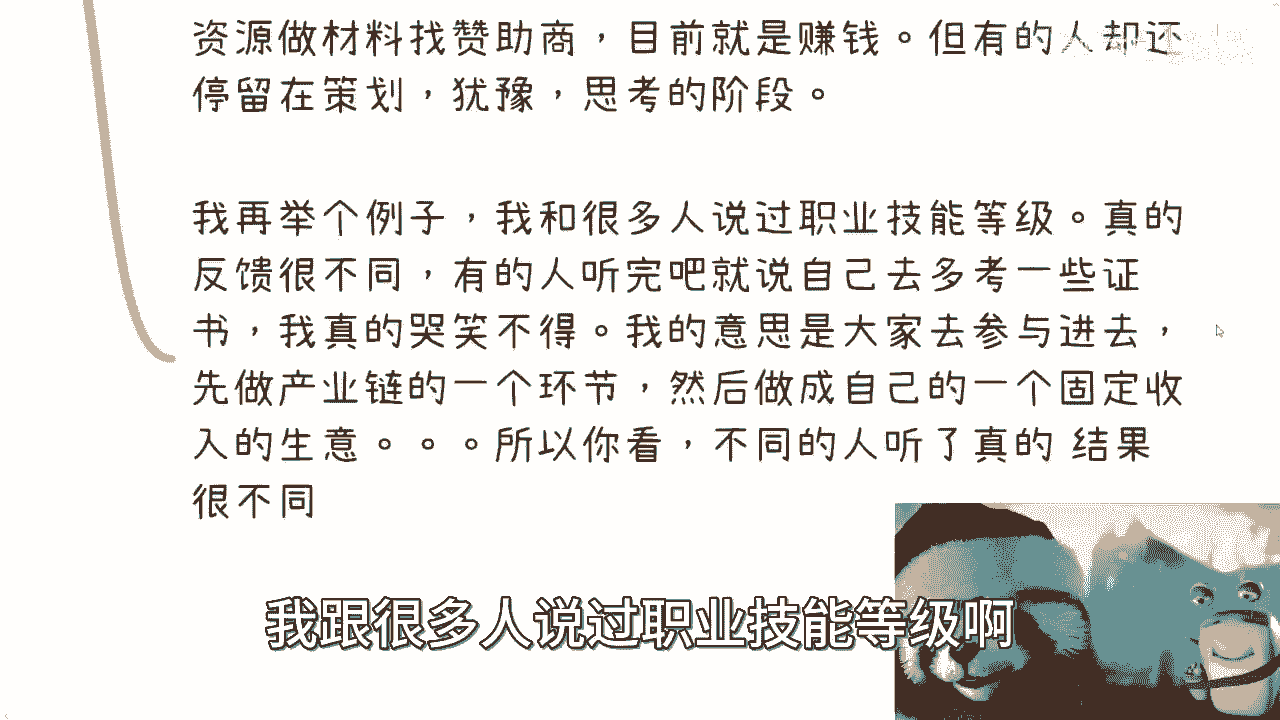 资源做材料找赞助商，目前就是赚钱。但有的人却还
停留在策划，犹豫，思考的阶段。
我再举个例子，我和很多人说过职业技能等级。真的
反馈很不同，有的人听完吧就说自己去多考一些证
书，我真的哭笑不得。我的意思是大家去参与进去，
先做产业链的一个环节，然后做成自己的一个固定收
入的生意。。。所以你看，不同的人听了真的 结果
很不同
我跟很多人说过职业技能等级啊